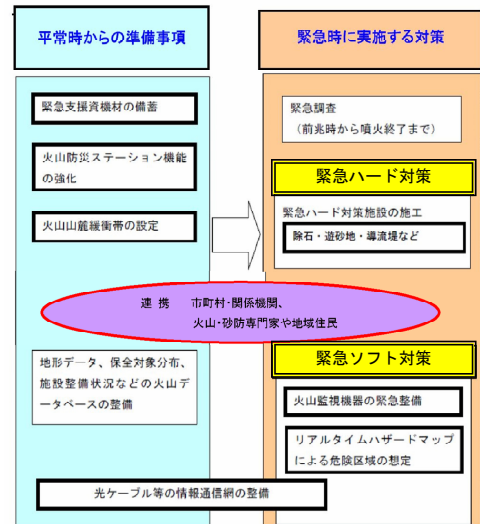 平常時からの準備事項
緊急支援資機材の備蓄
火山防災ステーション機能
の強化
火山山麓緩衝帯の設定
地形データ、保全対象分布、
施設整備状況などの火山デ
ータベースの整備
緊急時に実施する対策
緊急調査
（前兆時から噴火終了まで）
緊急ハード対策
緊急ハード対策施設の施工
除石・遊砂地・導流堤など
連 携　市町村・関係機関、
火山・砂防専門家や地域住民
緊急ソフト対策
火山監視機器の緊急整備
リアルタイムハザードマップ
による危険区域の想定
光ケーブル等の情報通信網の整備